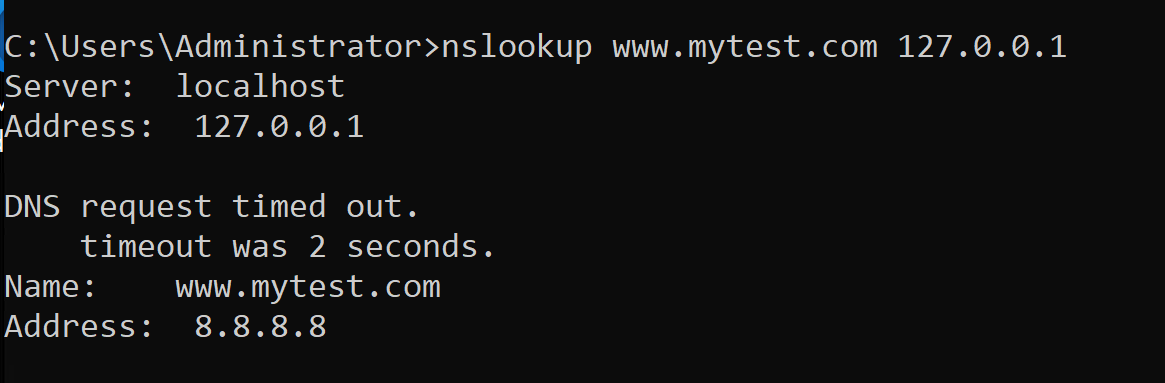 C:\Users\Administrator>nslookup www.mytest.com 127.0.0.1
Server:  localhost
Address:  127.0.0.1

DNS request timed out.
    timeout was 2 seconds.
Name:    www.mytest.com
Address:  8.8.8.8